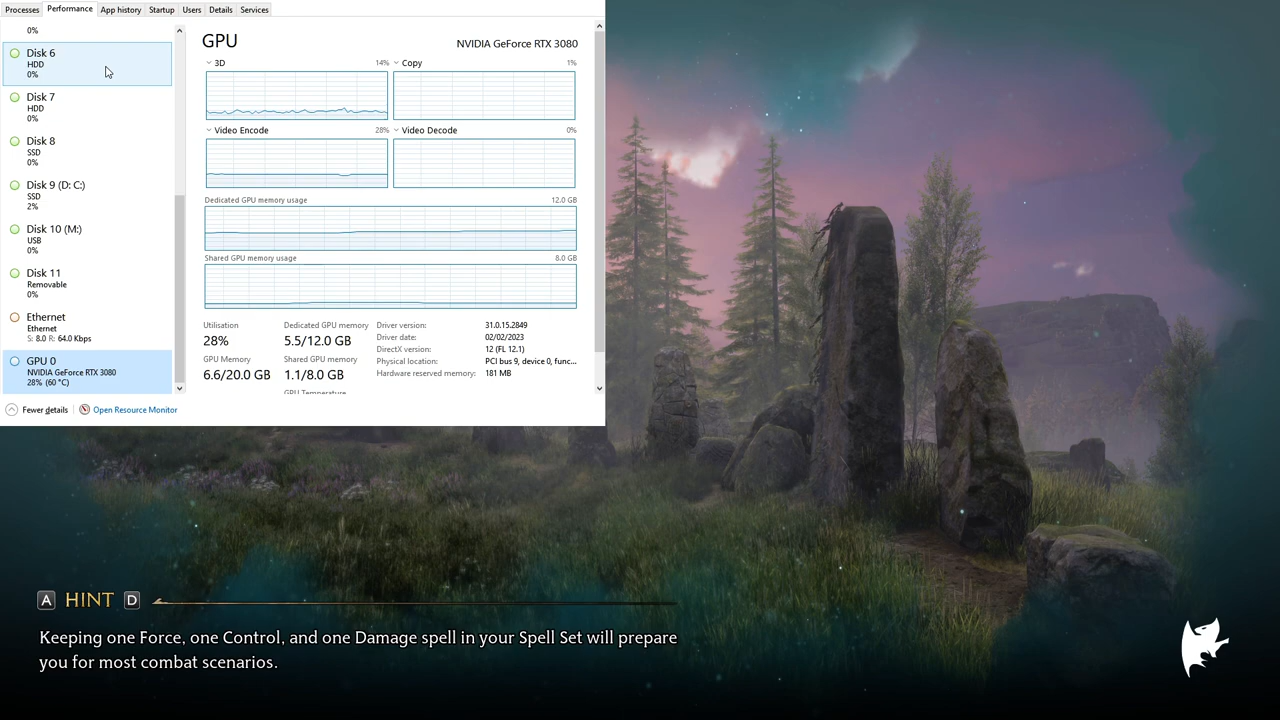 Processes Performance App history Startup Users Details Services
0%
Disk 6
HDD
0%
Disk 7
HDD
0%
Disk 8
SSD
0%
Disk 9 (D: C:)
SSD
2%
Disk 10 (M:)
USB
0%
Disk 11
Removable
0%
Ethernet
Ethernet
S: 8.0 R: 64.0 Kbps
GPU 0
NVIDIA GeForce RTX 3080
28% (60 °C)
GPU NVIDIA GeForce RTX 3080
3D 14% Copy 1%
Video Encode 28% Video Decode 0%
Dedicated GPU memory usage 12.0 GB
Shared GPU memory usage 8.0 GB
Utilisation
28%
Dedicated GPU memory
5.5/12.0 GB
GPU Memory
6.6/20.0 GB
Shared GPU memory
1.1/8.0 GB
GPU Temperature
Driver version: 31.0.15.2849
Driver date: 02/02/2023
DirectX version: 12 (FL 12.1)
Physical location: PCI bus 9, device 0, func...
Hardware reserved memory: 181 MB
Fewer details Open Resource Monitor
A HINT D
Keeping one Force, one Control, and one Damage spell in your Spell Set will prepare
you for most combat scenarios.